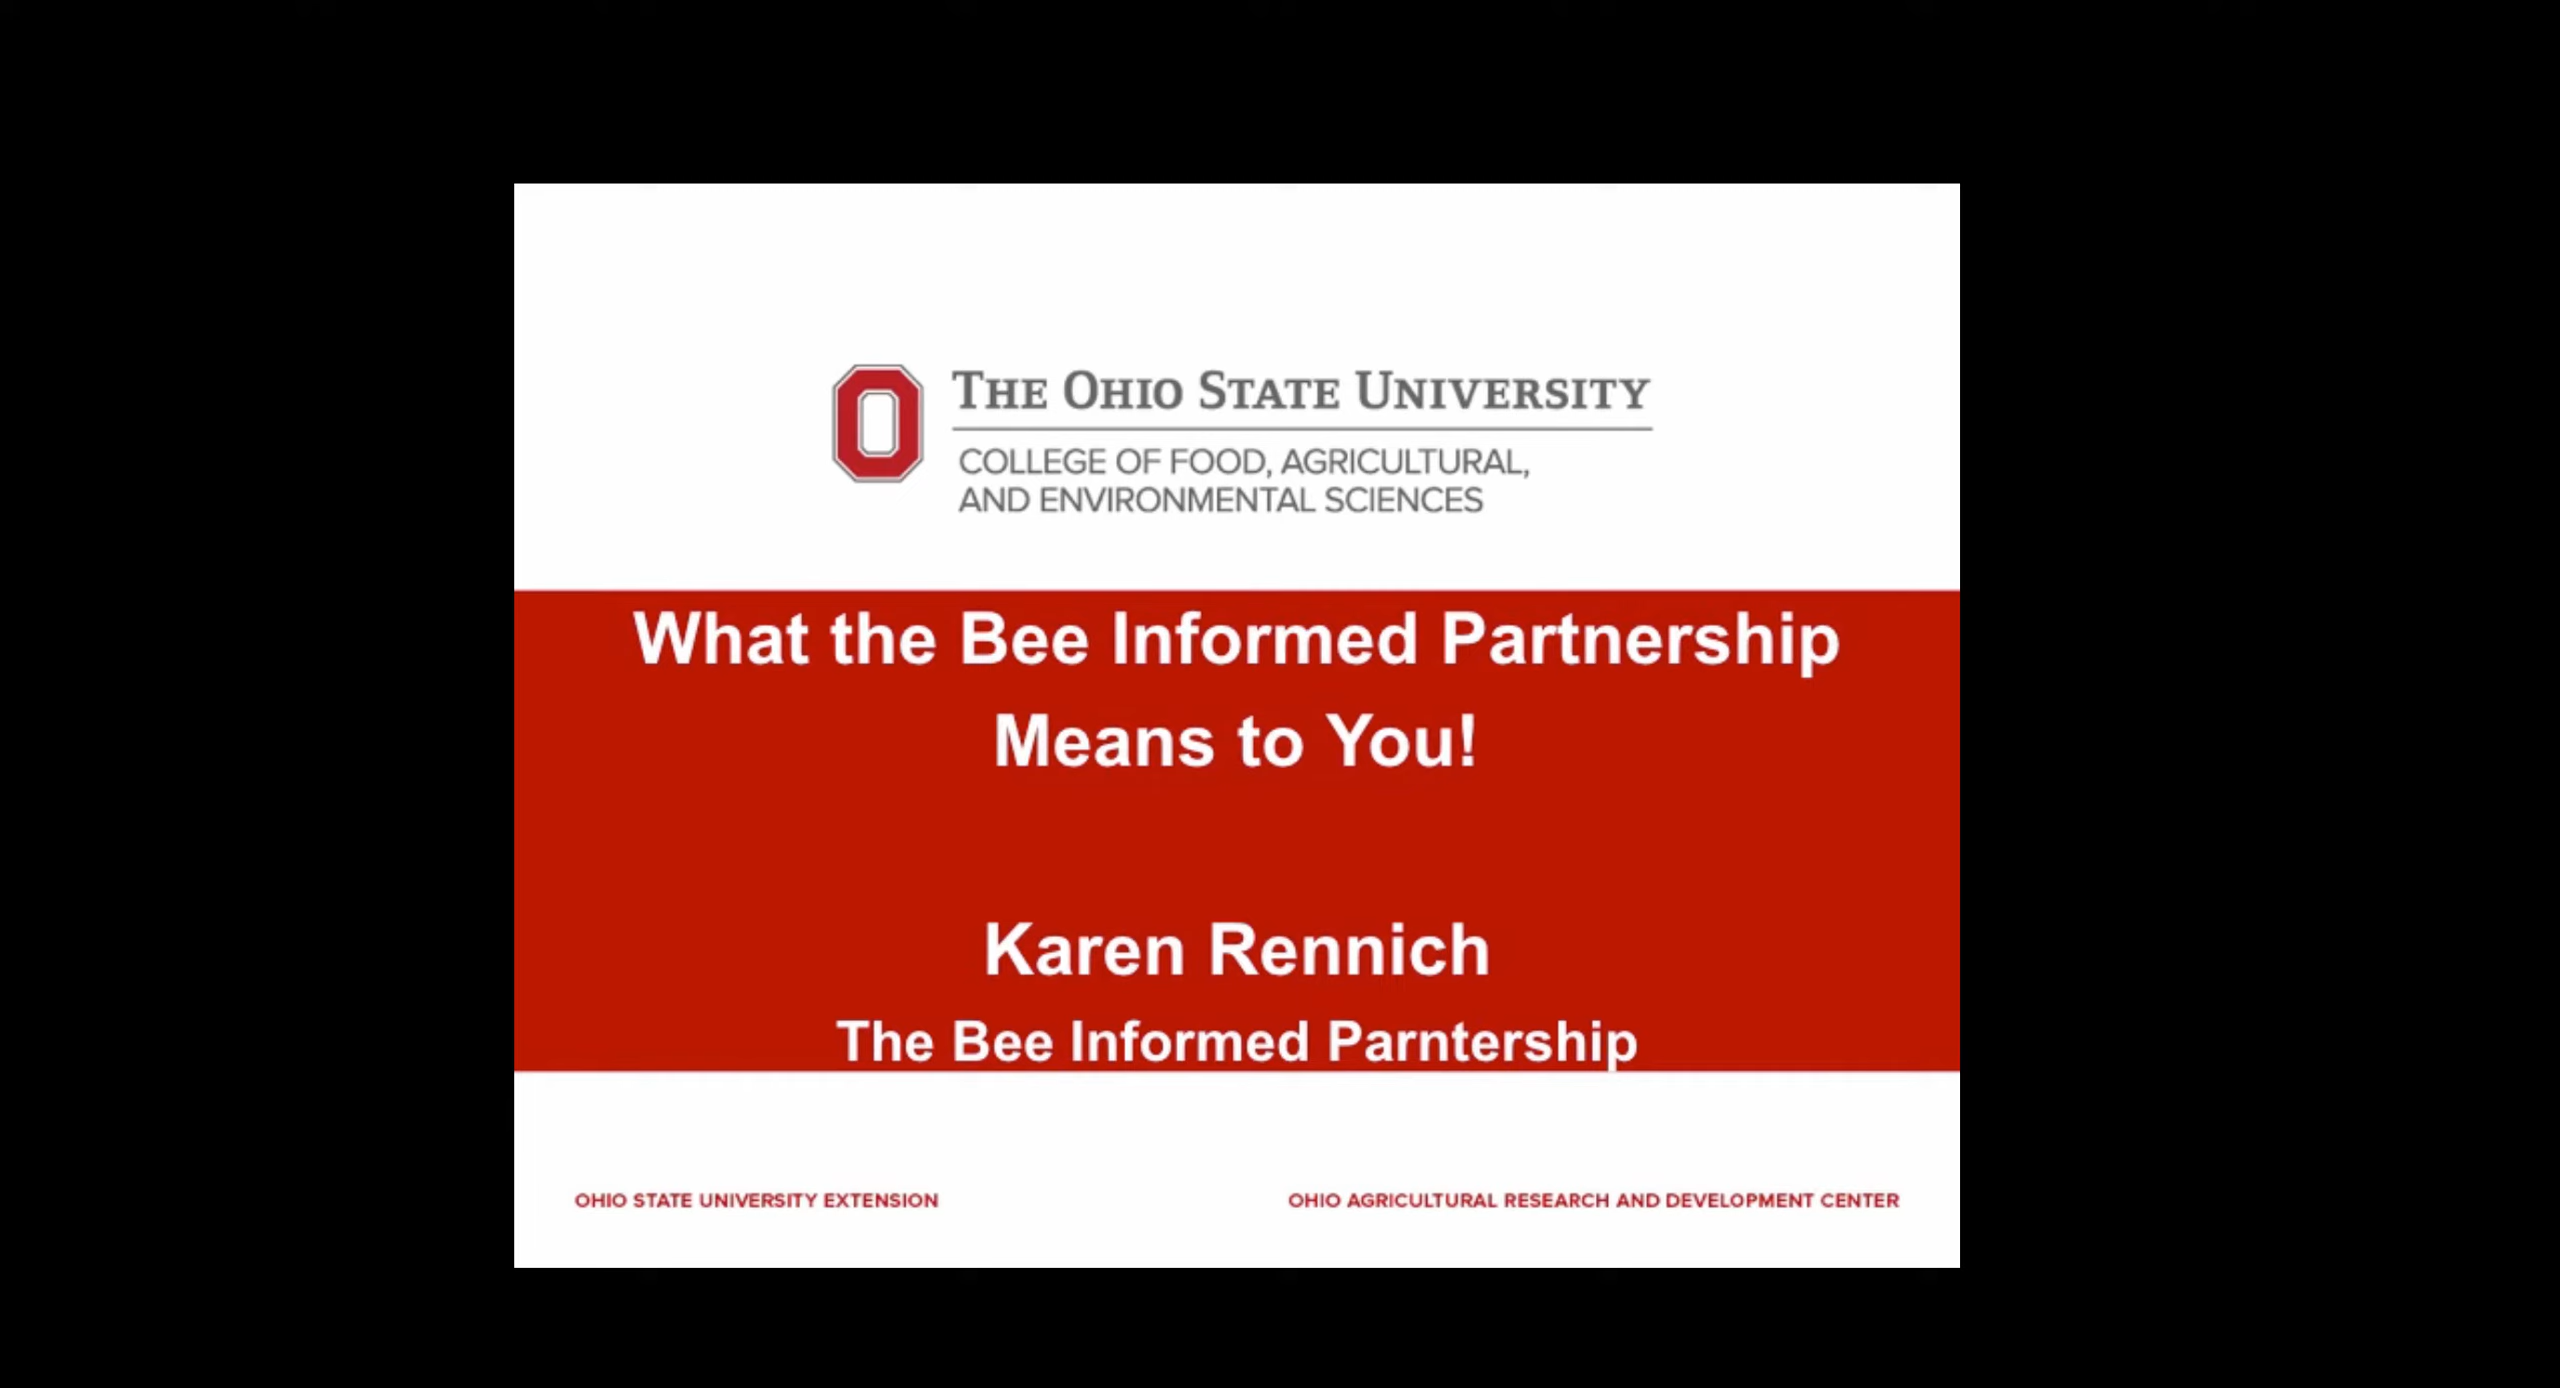 THE OHIO STATE UNIVERSITY
COLLEGE OF FOOD, AGRICULTURAL,
AND ENVIRONMENTAL SCIENCES
What the Bee Informed Partnership
Means to You!
Karen Rennich
The Bee Informed Parntership
OHIO STATE UNIVERSITY EXTENSION
OHIO AGRICULTURAL RESEARCH AND DEVELOPMENT CENTER